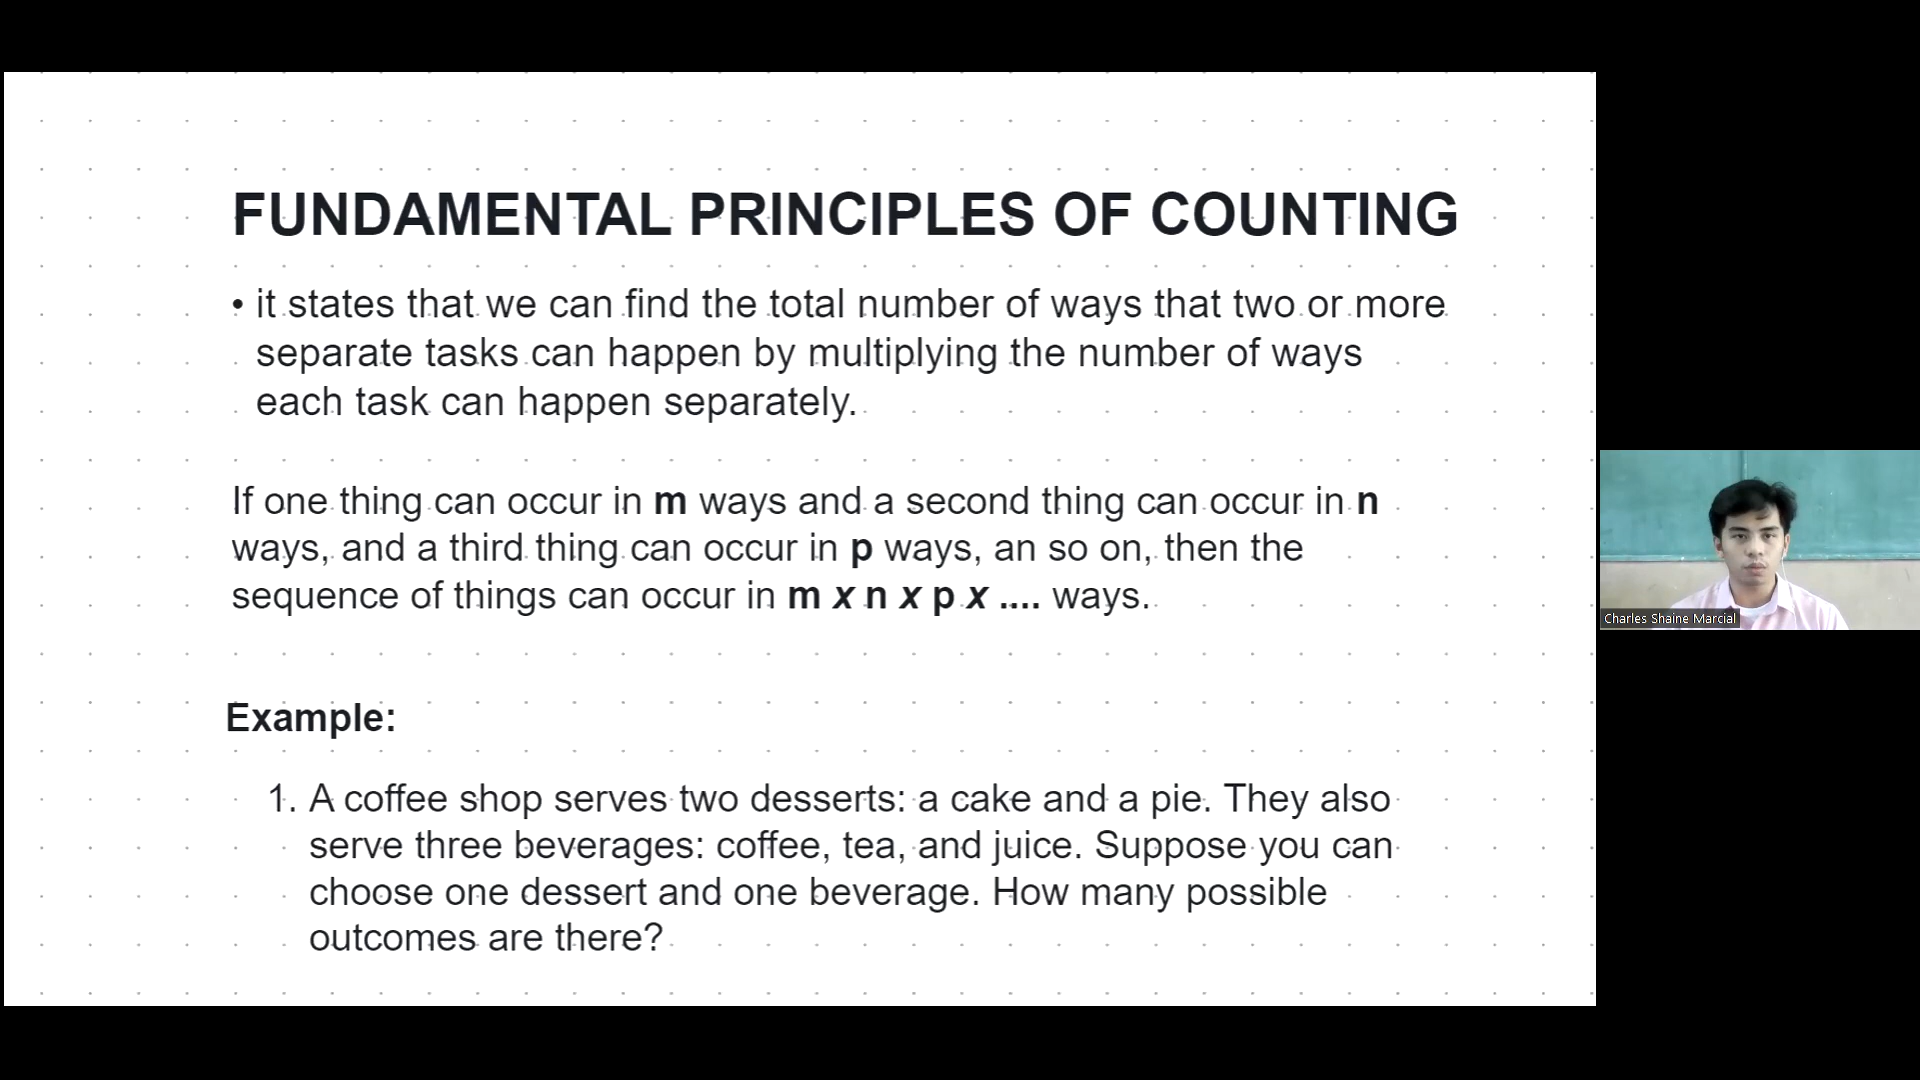 FUNDAMENTAL PRINCIPLES OF COUNTING
• it states that we can find the total number of ways that two or more
separate tasks can happen by multiplying the number of ways
each task can happen separately.
If one thing can occur in m ways and a second thing can occur in n
ways, and a third thing can occur in p ways, an so on, then the
sequence of things can occur in m x n x p x .... ways.
Example:
1. A coffee shop serves two desserts: a cake and a pie. They also
serve three beverages: coffee, tea, and juice. Suppose you can
choose one dessert and one beverage. How many possible
outcomes are there?
Charles Shaine Marcial